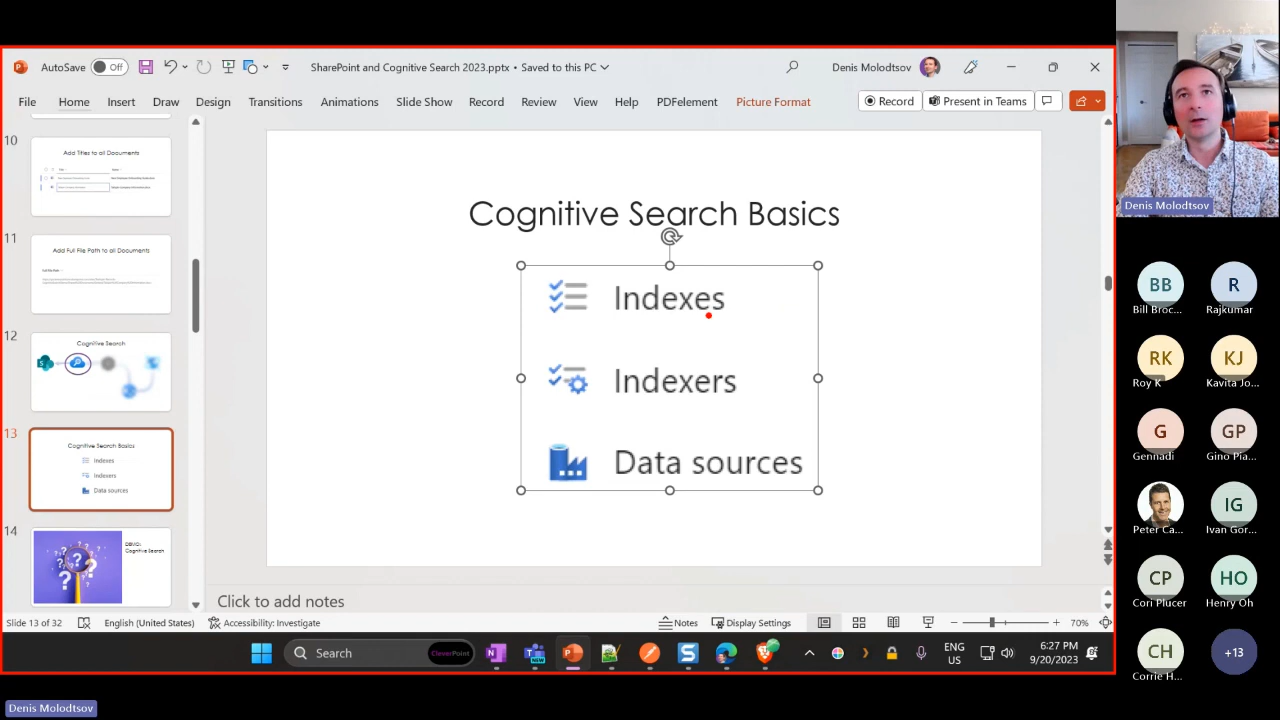 AutoSave Off
SharePoint and Cognitive Search 2023.pptx • Saved to this PC
Denis Molodtsov
File Home Insert Draw Design Transitions Animations Slide Show Record Review View Help PDFelement Picture Format
Record Present in Teams
10
Add Titles to all Documents
11
Add Full File Path to all Documents
12
Cognitive Search
13
Cognitive Search Basics
Indexes
Indexers
Data sources
14
DEMO:
Cognitive Search
Cognitive Search Basics
Indexes
Indexers
Data sources
Click to add notes
Slide 13 of 32 English (United States) Accessibility: Investigate Notes Display Settings 70%
Search CleverPoint
ENG
US
6:27 PM
9/20/2023
Denis Molodtsov
BB
Bill Broc...
R
Rajkumar
RK
Roy K
KJ
Kavita Jo...
G
Gennadi
GP
Gino Pia...
Peter Ca...
IG
Ivan Gor...
CP
Cori Plucer
HO
Henry Oh
CH
Corrie H...
+13
Denis Molodtsov